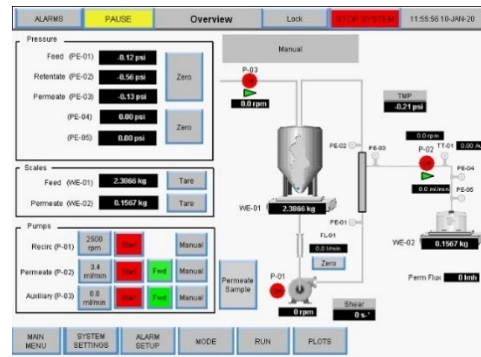 ALARMS PAUSE Overview Lock STOP SYSTEM 11:55:56 10-JAN-20
Pressure
Feed (PE-01) -0.12 psi
Retentate (PE-02) -0.56 psi Zero
Permeate (PE-03) -0.13 psi
(PE-04) 0.00 psi
Zero
(PE-05) 0.00 psi
Scales
Feed (WE-01) 2.3866 kg Tare
Permeate (WE-02) 0.1567 kg Tare
Pumps
Recirc (P-01) 2500 rpm Start Manual
Permeate (P-02) 3.4 ml/min Start Fwd Manual
Auxiliary (P-03) 0.0 ml/min Start Fwd Manual
Permeate Sample
Manual
P-03
0.0 rpm
TMP
-0.21 psi
0.0 rpm
PE-02 PE-03 P-02 TT-01 0.00
PE-04
0.0 ml/min PE-05
WE-01 2.3866 kg
PE-01
FL-01
0.0 l/min
Zero
WE-02 0.1567 kg
P-01
Perm Flux 0 lmh
0 rpm
Shear
0 s-¹
MAIN MENU SYSTEM SETTINGS ALARM SETUP MODE RUN PLOTS